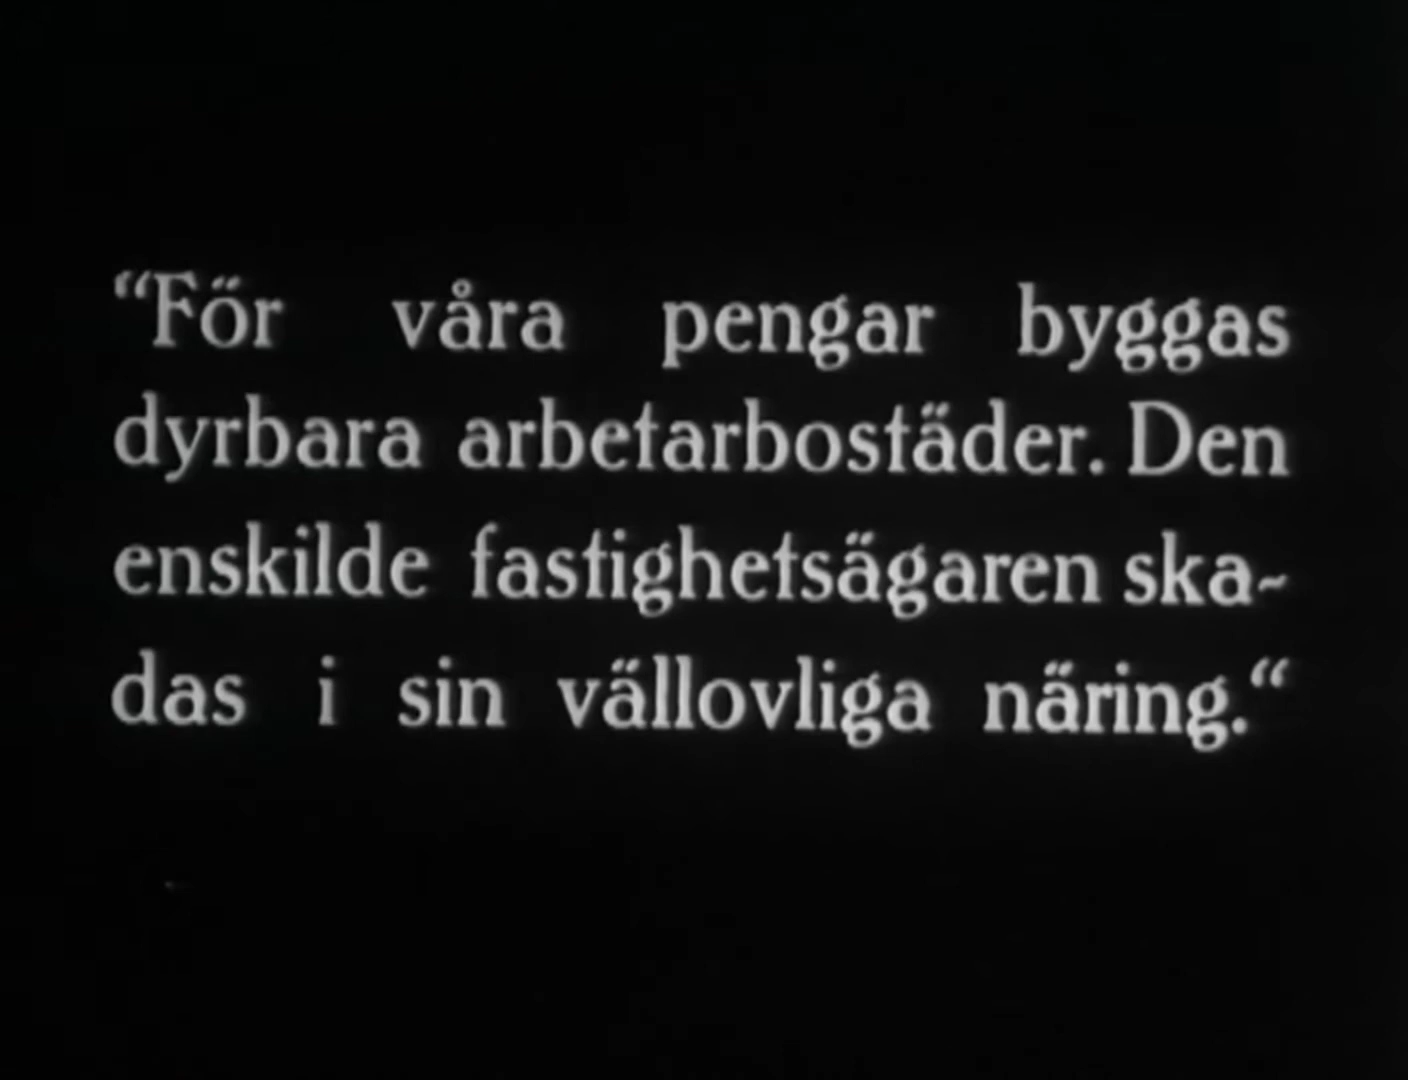 “För våra pengar byggas
dyrbara arbetarbostäder. Den
enskilde fastighetsägaren ska-
das i sin vällovliga näring.“